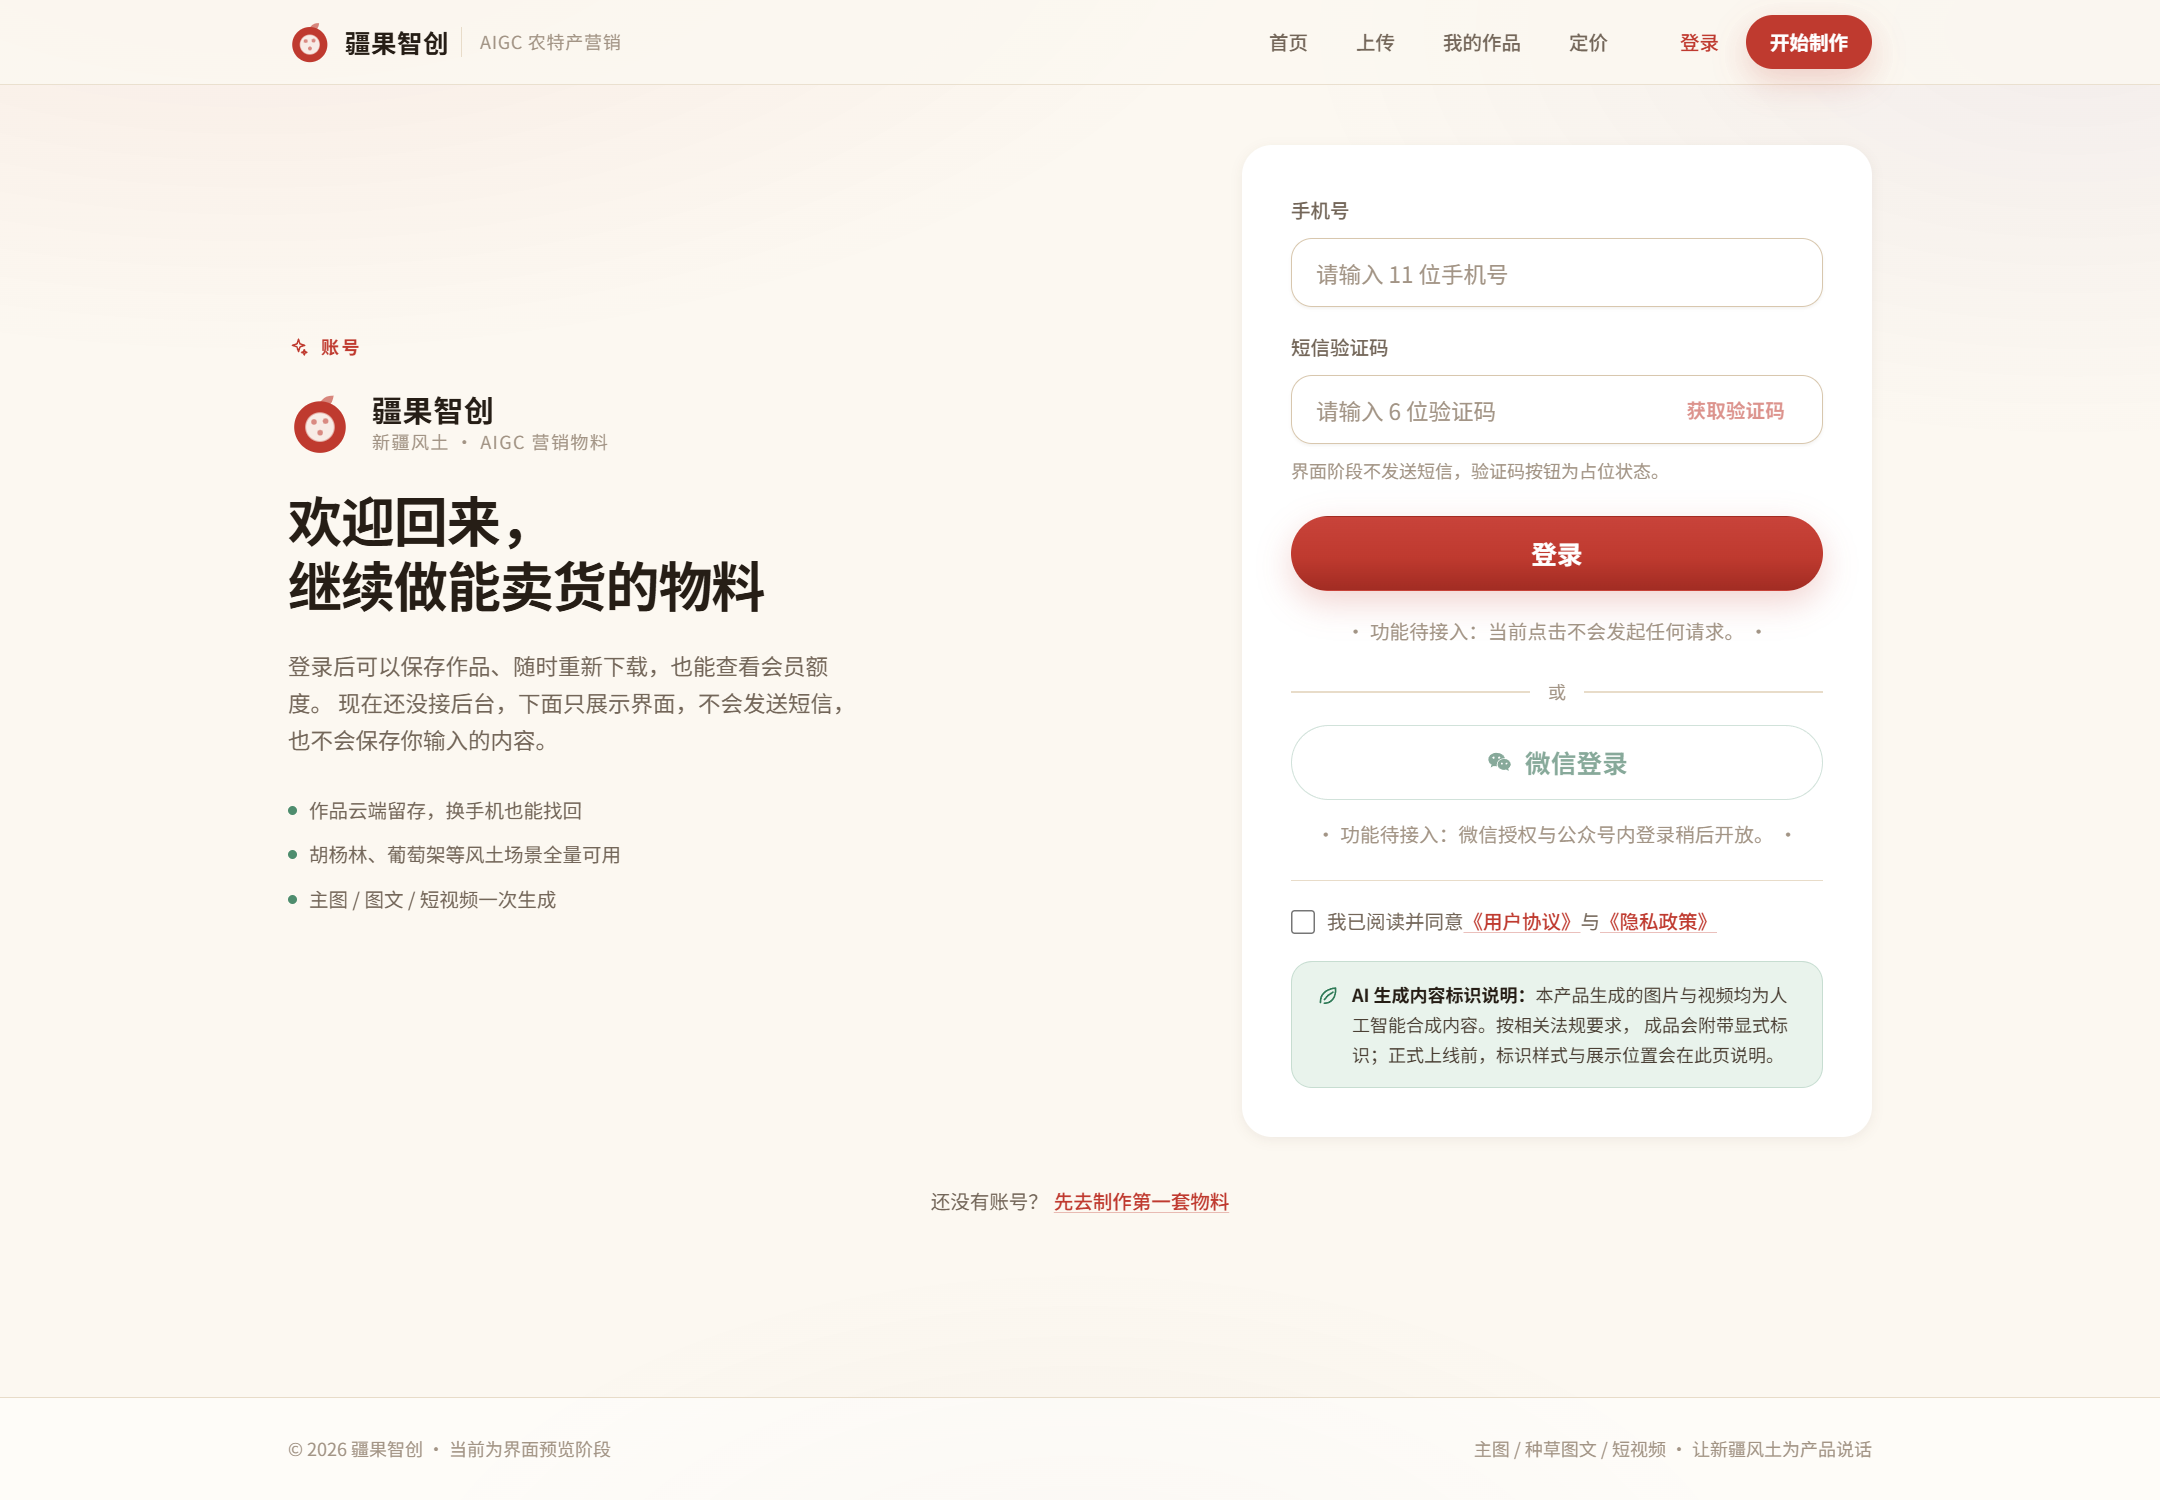 疆果智创
AIGC 农特产营销
首页
上传
我的作品
定价
登录
开始制作
账号
疆果智创
新疆风土 · AIGC 营销物料
欢迎回来，
继续做能卖货的物料
登录后可以保存作品、随时重新下载，也能查看会员额
度。 现在还没接后台，下面只展示界面，不会发送短信，
也不会保存你输入的内容。
作品云端留存，换手机也能找回
胡杨林、葡萄架等风土场景全量可用
主图 / 图文 / 短视频一次生成
手机号
请输入 11 位手机号
短信验证码
请输入 6 位验证码
获取验证码
界面阶段不发送短信，验证码按钮为占位状态。
登录
· 功能待接入：当前点击不会发起任何请求。 ·
或
微信登录
· 功能待接入：微信授权与公众号内登录稍后开放。 ·
我已阅读并同意《用户协议》与《隐私政策》
AI 生成内容标识说明：本产品生成的图片与视频均为人
工智能合成内容。按相关法规要求， 成品会附带显式标
识；正式上线前，标识样式与展示位置会在此页说明。
还没有账号？ 先去制作第一套物料
© 2026 疆果智创 · 当前为界面预览阶段
主图 / 种草图文 / 短视频 · 让新疆风土为产品说话